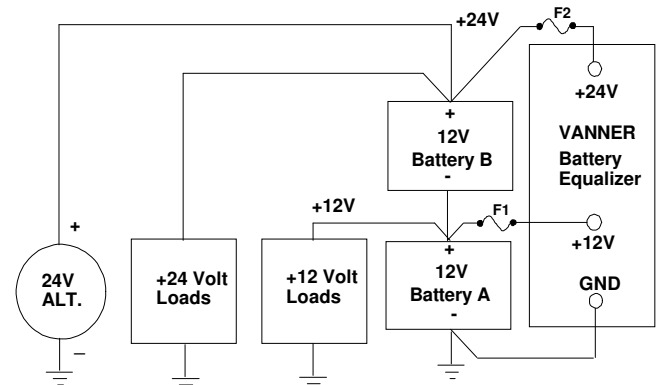 +24V
F2
+24V
VANNER
Battery
Equalizer
+
12V
Battery B
-
+12V
F1
+12V
+
24V
ALT.
–
+24 Volt
Loads
+12 Volt
Loads
+
12V
Battery A
-
GND